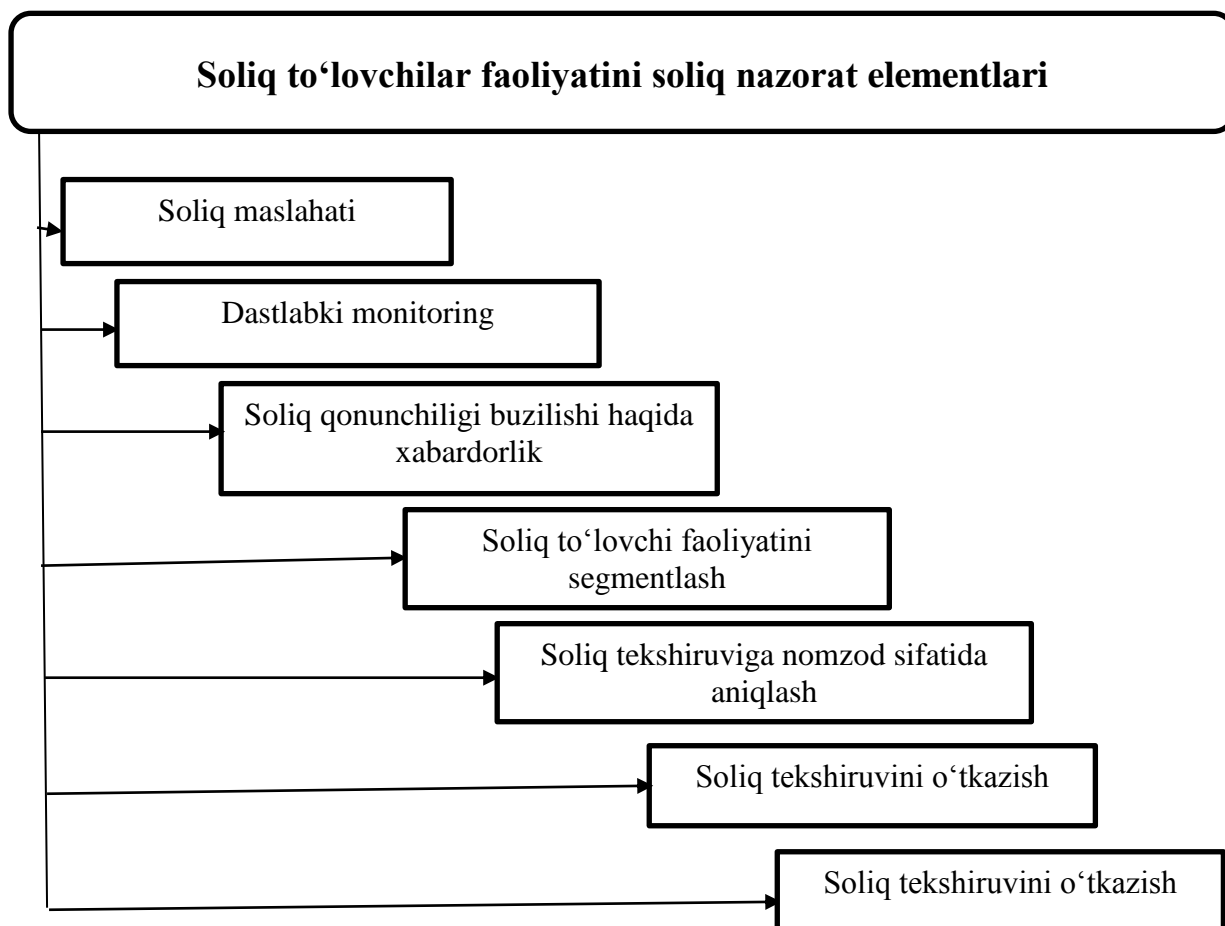 Soliq to‘lovchilar faoliyatini soliq nazorat elementlari
Soliq maslahati
Dastlabki monitoring
Soliq qonunchiligi buzilishi haqida
xabardorlik
Soliq to‘lovchi faoliyatini
segmentlash
Soliq tekshiruviga nomzod sifatida
aniqlash
Soliq tekshiruvini o‘tkazish
Soliq tekshiruvini o‘tkazish